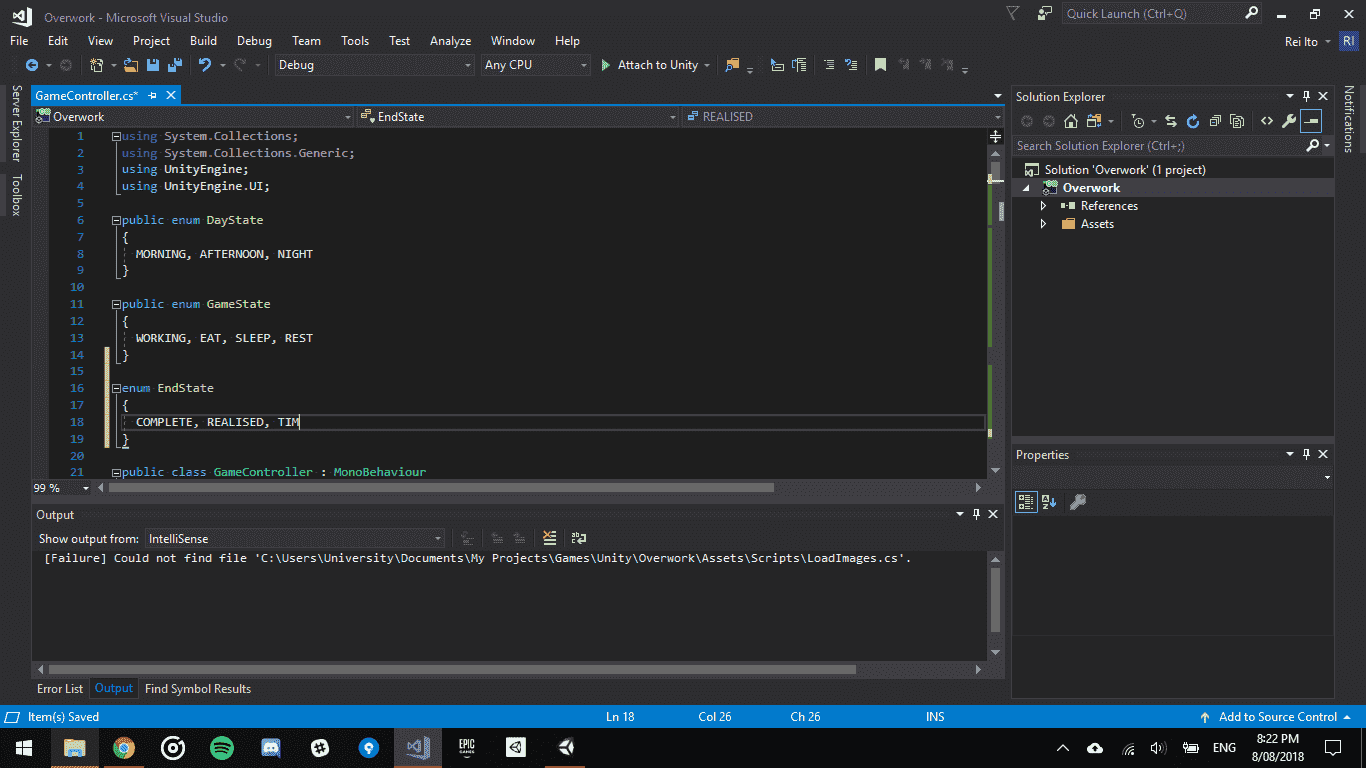 Overwork - Microsoft Visual Studio
Quick Launch (Ctrl+Q)
File Edit View Project Build Debug Team Tools Test Analyze Window Help
Rei Ito RI
Debug Any CPU Attach to Unity
Server Explorer
Toolbox
GameController.cs*
Overwork EndState REALISED
1 using System.Collections;
2 using System.Collections.Generic;
3 using UnityEngine;
4 using UnityEngine.UI;
5
6 public enum DayState
7 {
8 MORNING, AFTERNOON, NIGHT
9 }
10
11 public enum GameState
12 {
13 WORKING, EAT, SLEEP, REST
14 }
15
16 enum EndState
17 {
18 COMPLETE, REALISED, TIM
19 }
20
21 public class GameController : MonoBehaviour
99 %
Output
Show output from: IntelliSense
[Failure] Could not find file 'C:\Users\University\Documents\My Projects\Games\Unity\Overwork\Assets\Scripts\LoadImages.cs'.
Error List Output Find Symbol Results
Solution Explorer
Search Solution Explorer (Ctrl+;)
Solution 'Overwork' (1 project)
Overwork
References
Assets
Properties
Notifications
Item(s) Saved Ln 18 Col 26 Ch 26 INS Add to Source Control
EPIC GAMES
ENG
8:22 PM
8/08/2018